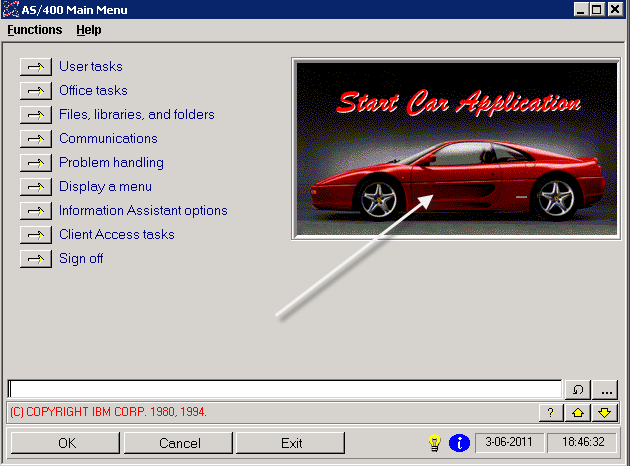 AS/400 Main Menu
Functions Help
User tasks
Office tasks
Files, libraries, and folders
Communications
Problem handling
Display a menu
Information Assistant options
Client Access tasks
Sign off
Start Car Application
...
(C) COPYRIGHT IBM CORP. 1980, 1994.
?
OK Cancel Exit i 3-06-2011 18:46:32